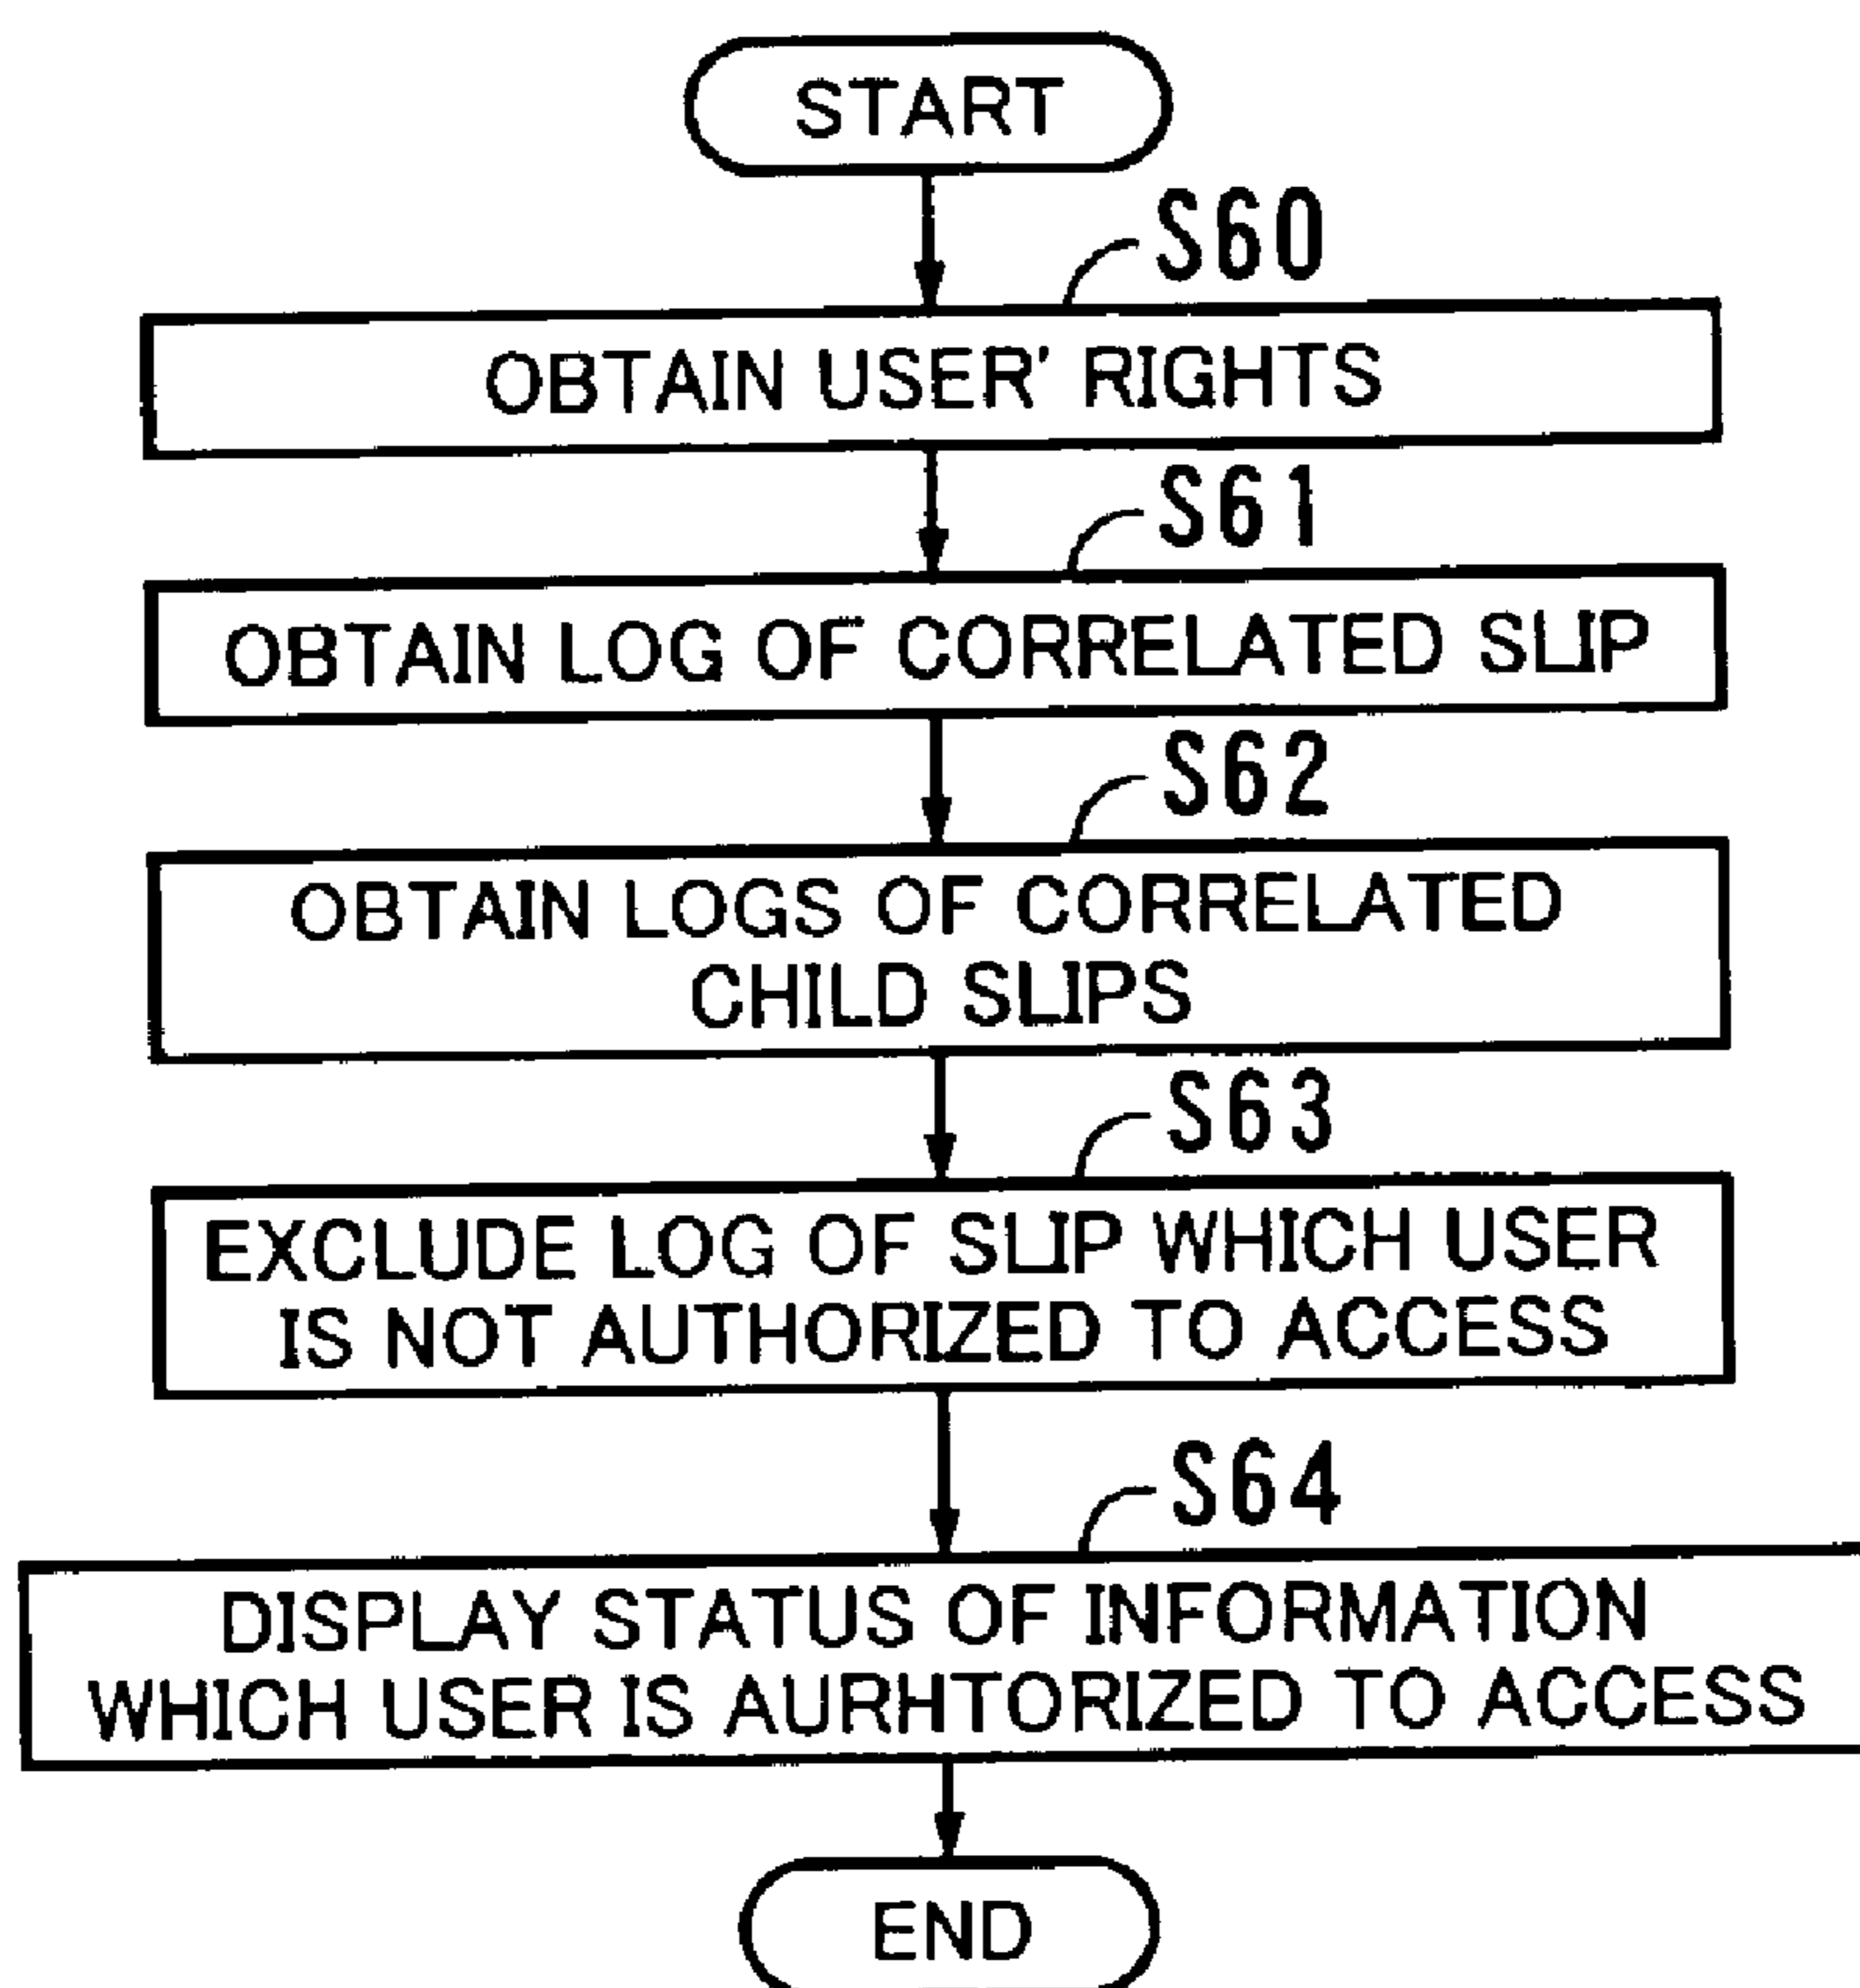 START
S60
OBTAIN USER' RIGHTS
S61
OBTAIN LOG OF CORRELATED SLIP
S62
OBTAIN LOGS OF CORRELATED
CHILD SLIPS
S63
EXCLUDE LOG OF SLIP WHICH USER
IS NOT AUTHORIZED TO ACCESS
S64
DISPLAY STATUS OF INFORMATION
WHICH USER IS AURHTORIZED TO ACCESS
END